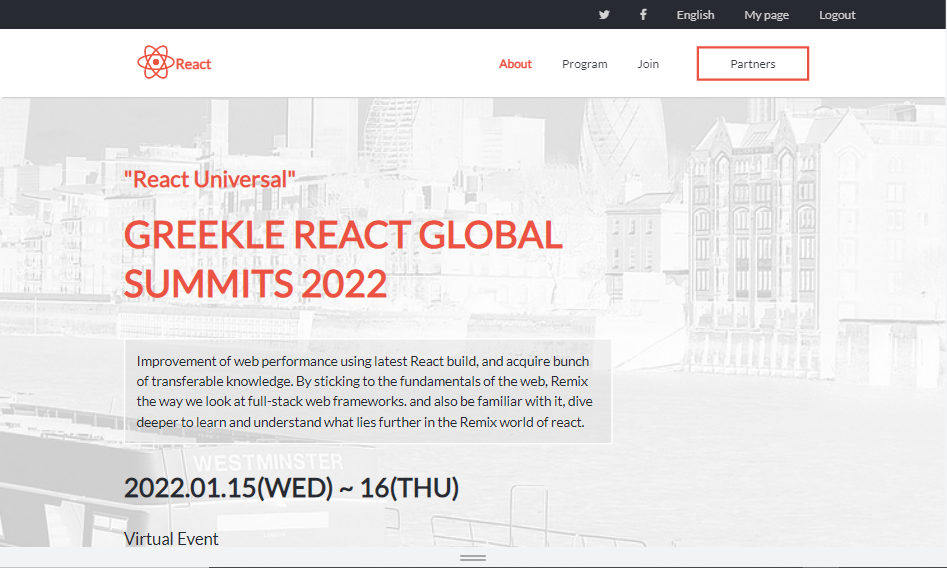 English My page Logout
React About Program Join Partners
"React Universal"
GREEKLE REACT GLOBAL
SUMMITS 2022
Improvement of web performance using latest React build, and acquire bunch
of transferable knowledge. By sticking to the fundamentals of the web, Remix
the way we look at full-stack web frameworks. and also be familiar with it, dive
deeper to learn and understand what lies further in the Remix world of react.
WESTMINSTER
2022.01.15(WED) ~ 16(THU)
Virtual Event